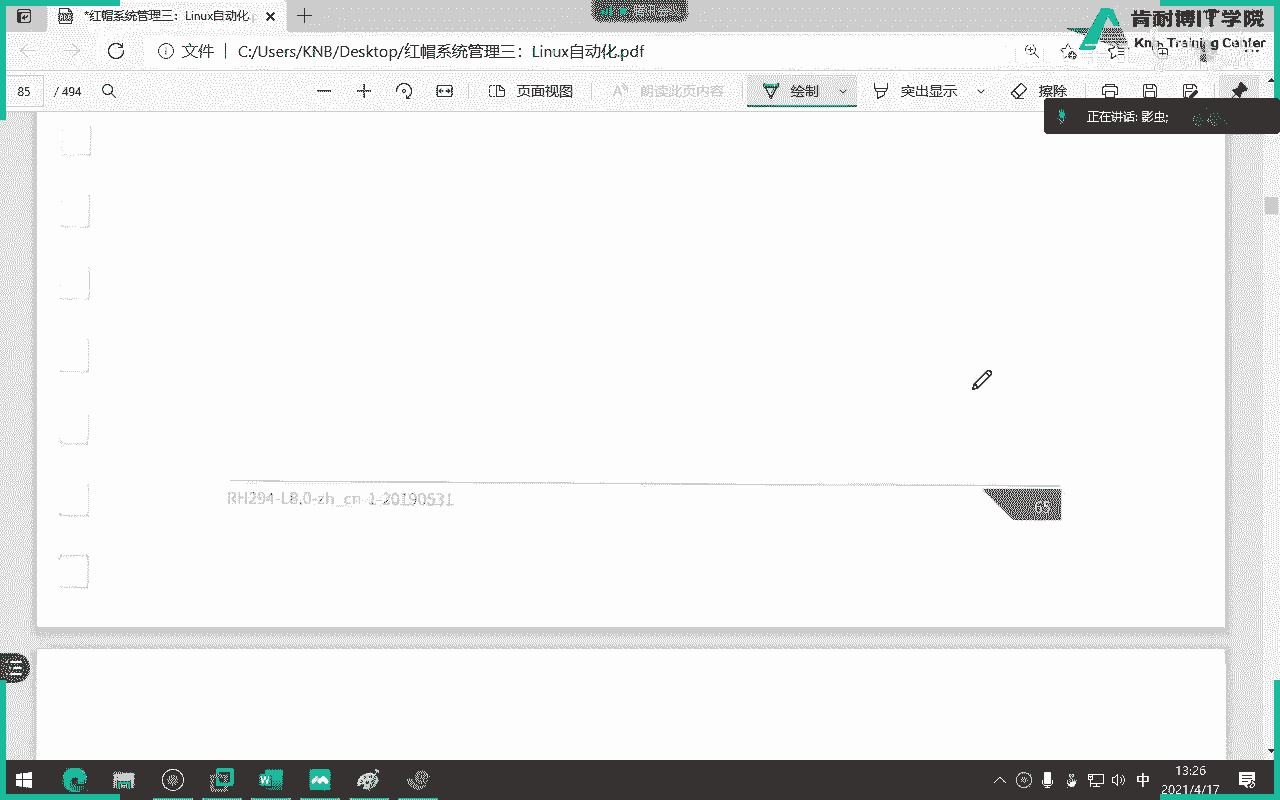 *红帽系统管理三：Linux自动化.
肯耐博IT学院
Training Center
文件
C:/Users/KNB/Desktop/红帽系统管理三：Linux自动化.pdf
85 / 494
页面视图
朗读此页内容
绘制
突出显示
擦除
正在讲话: 影虫;
RH294-L8.0-zh_cn-1-20190531
65
中
13:26
2021/4/17